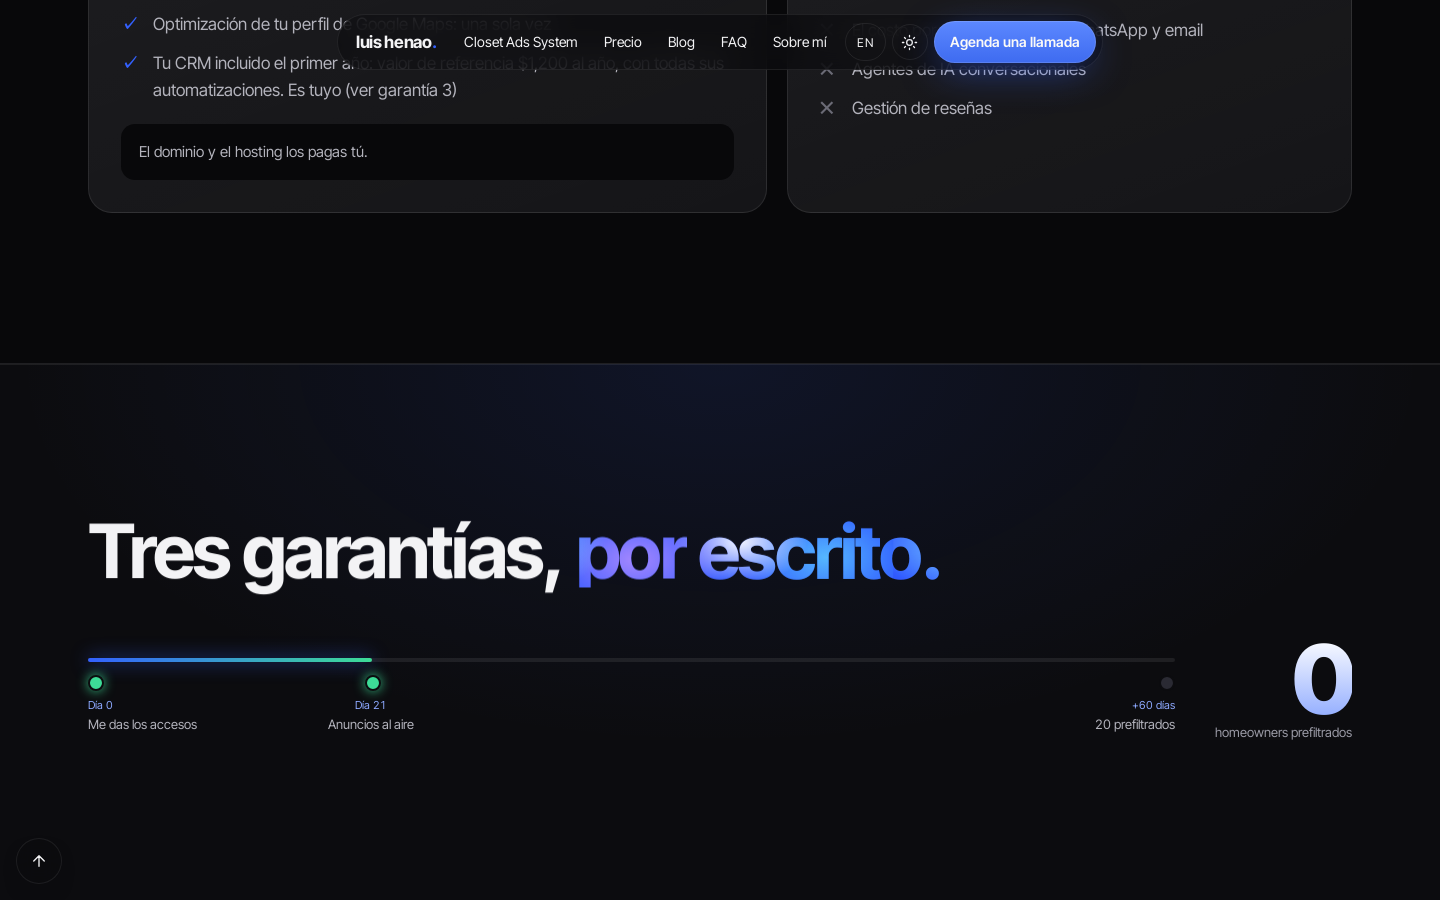 ✓ Optimización de tu perfil de Google Maps: una sola vez
✓ Tu CRM incluido el primer año: valor de referencia $1,200 al año, con todas sus
automatizaciones. Es tuyo (ver garantía 3)
El dominio y el hosting los pagas tú.
atsApp y email
✕ Agentes de IA conversacionales
✕ Gestión de reseñas
luis henao.
Closet Ads System
Precio
Blog
FAQ
Sobre mí
EN
Agenda una llamada
Tres garantías, por escrito.
Día 0
Me das los accesos
Día 21
Anuncios al aire
+60 días
20 prefiltrados
0
homeowners prefiltrados